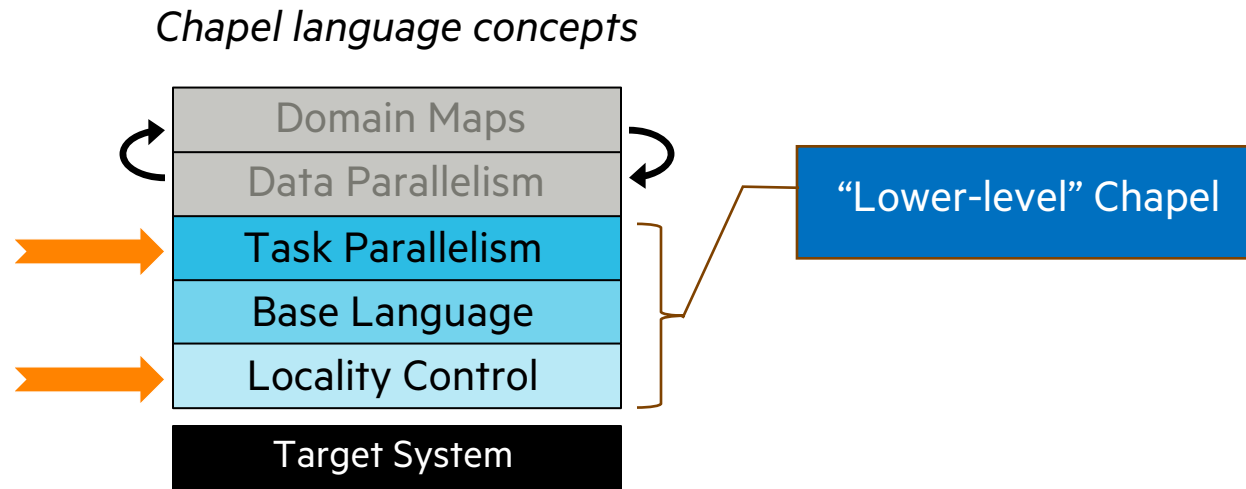 Chapel language concepts
Domain Maps
Data Parallelism
Task Parallelism
Base Language
Locality Control
Target System
“Lower-level” Chapel